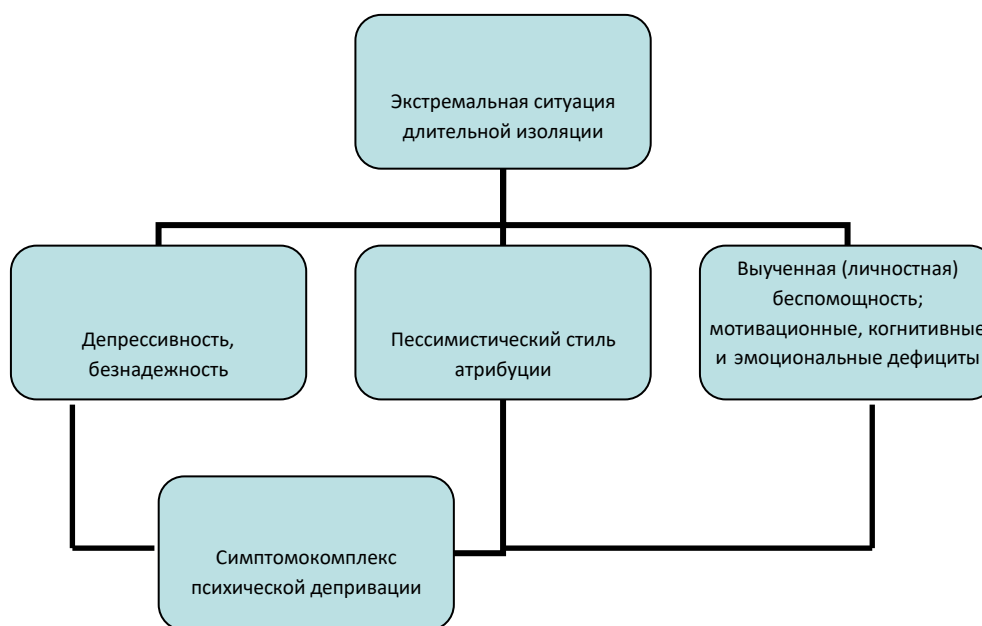 Экстремальная ситуация
длительной изоляции
Депрессивность,
безнадежность
Пессимистический стиль
атрибуции
Выученная (личностная)
беспомощность;
мотивационные, когнитивные
и эмоциональные дефициты
Симптомокомплекс
психической депривации